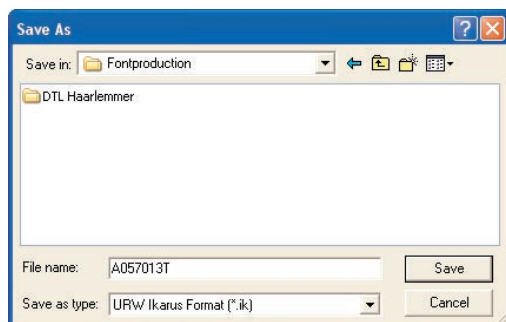 Save As
Save in: Fontproduction
DTL Haarlemmer
File name: A057013T Save
Save as type: URW Ikarus Format (*.ik) Cancel